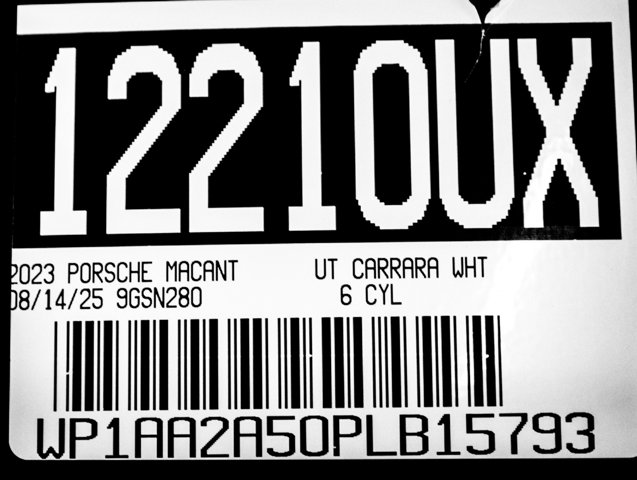 12210UX
2023 PORSCHE MACANT UT CARRARA WHT
08/14/25 9GSN280 6 CYL
WP1AA2A50PLB15793